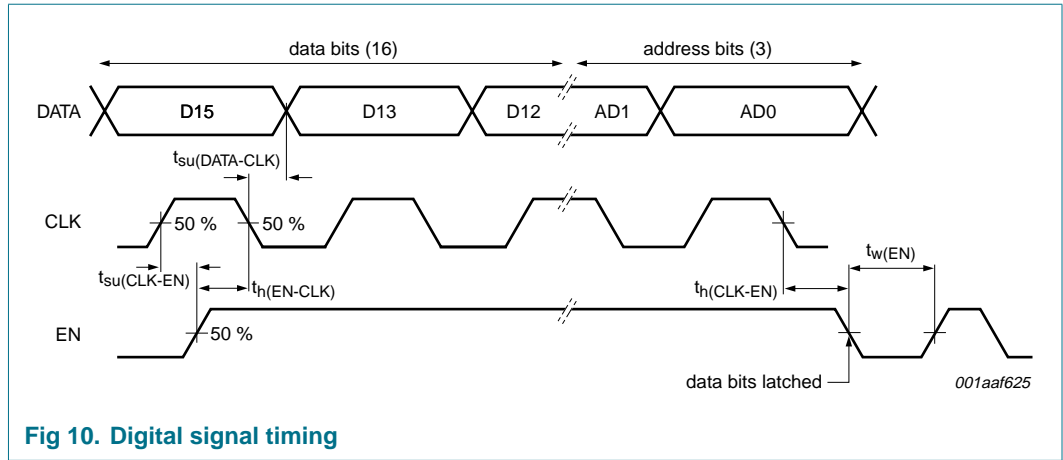 data bits (16) address bits (3)
DATA D15 D13 D12 AD1 AD0
tsu(DATA-CLK)
CLK 50 % 50 %
tsu(CLK-EN) th(EN-CLK) th(CLK-EN) tw(EN)
EN 50 %
data bits latched 001aaf625
Fig 10. Digital signal timing